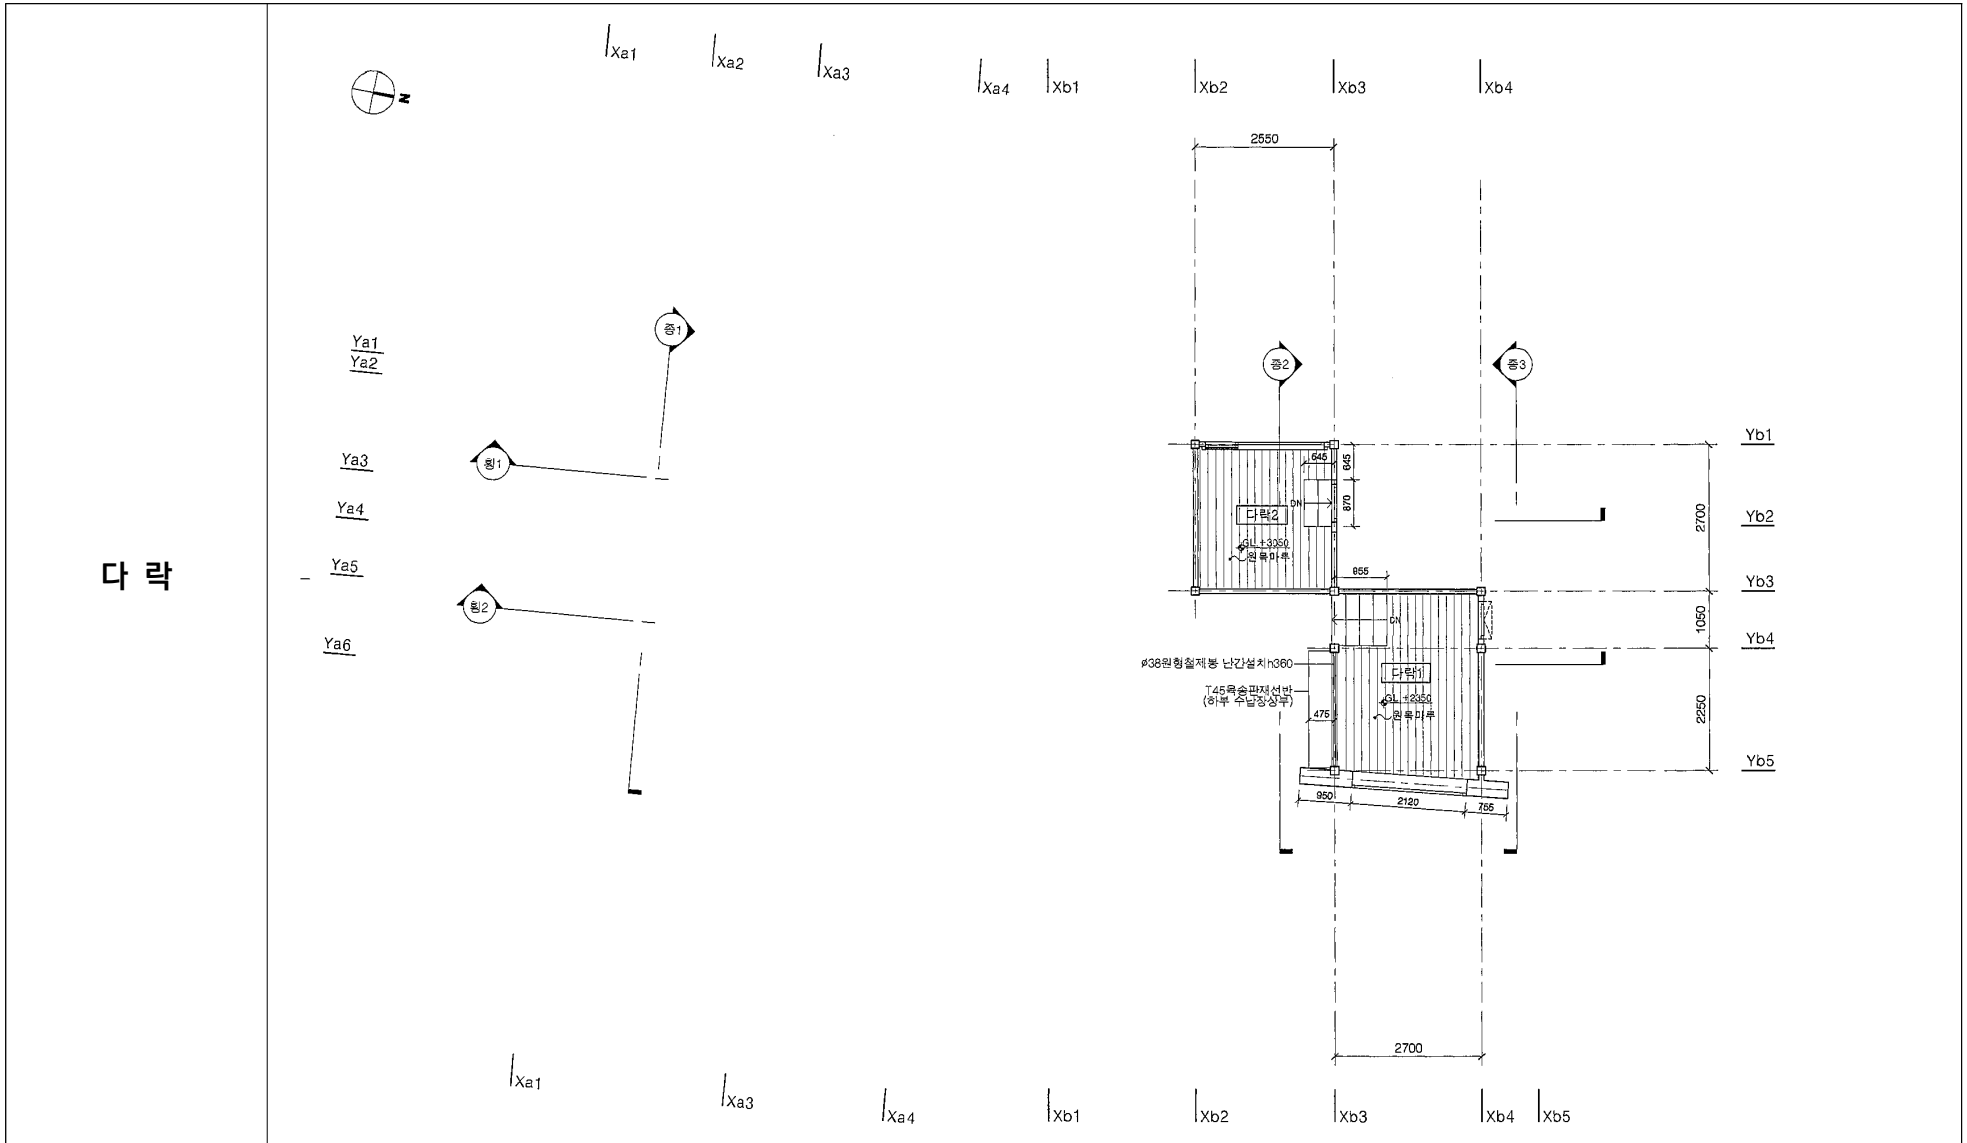 다 락
Xa1
Xa2
Xa3
Xa4
Xb1
Xb2
Xb3
Xb4
N
2550
종1
종2
종3
Ya1
Ya2
Ya3
Ya4
Ya5
Ya6
횡1
횡2
Yb1
Yb2
Yb3
Yb4
Yb5
645
645
870
DN
다락2
GL +3050
원목마루
2700
1050
2250
DN
ø38원형철제봉 난간설치h360
다락1
T45육송판재선반
(하부 수납장상부)
GL +2350
원목마루
475
950
2120
2700
Xa1
Xa3
Xa4
Xb1
Xb2
Xb3
Xb4
Xb5